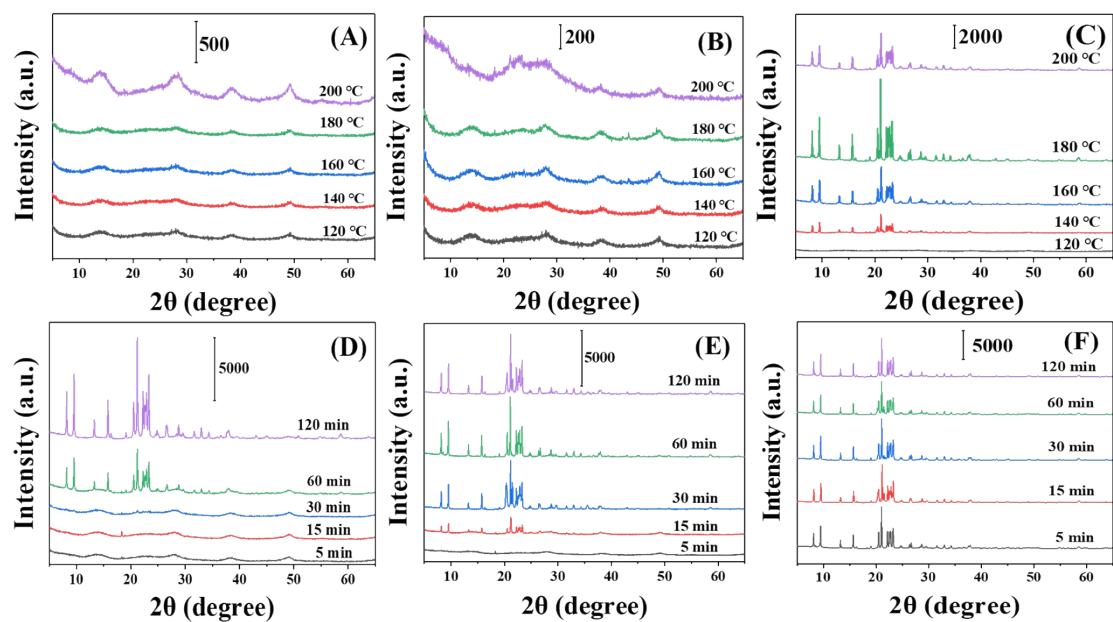 (A)
500
200 °C
180 °C
160 °C
140 °C
120 °C
Intensity (a.u.)
10 20 30 40 50 60
2θ (degree)
(B)
200
200 °C
180 °C
160 °C
140 °C
120 °C
Intensity (a.u.)
10 20 30 40 50 60
2θ (degree)
(C)
2000
200 °C
180 °C
160 °C
140 °C
120 °C
Intensity (a.u.)
10 20 30 40 50 60
2θ (degree)
(D)
5000
120 min
60 min
30 min
15 min
5 min
Intensity (a.u.)
10 20 30 40 50 60
2θ (degree)
(E)
5000
120 min
60 min
30 min
15 min
5 min
Intensity (a.u.)
10 20 30 40 50 60
2θ (degree)
(F)
5000
120 min
60 min
30 min
15 min
5 min
Intensity (a.u.)
10 20 30 40 50 60
2θ (degree)